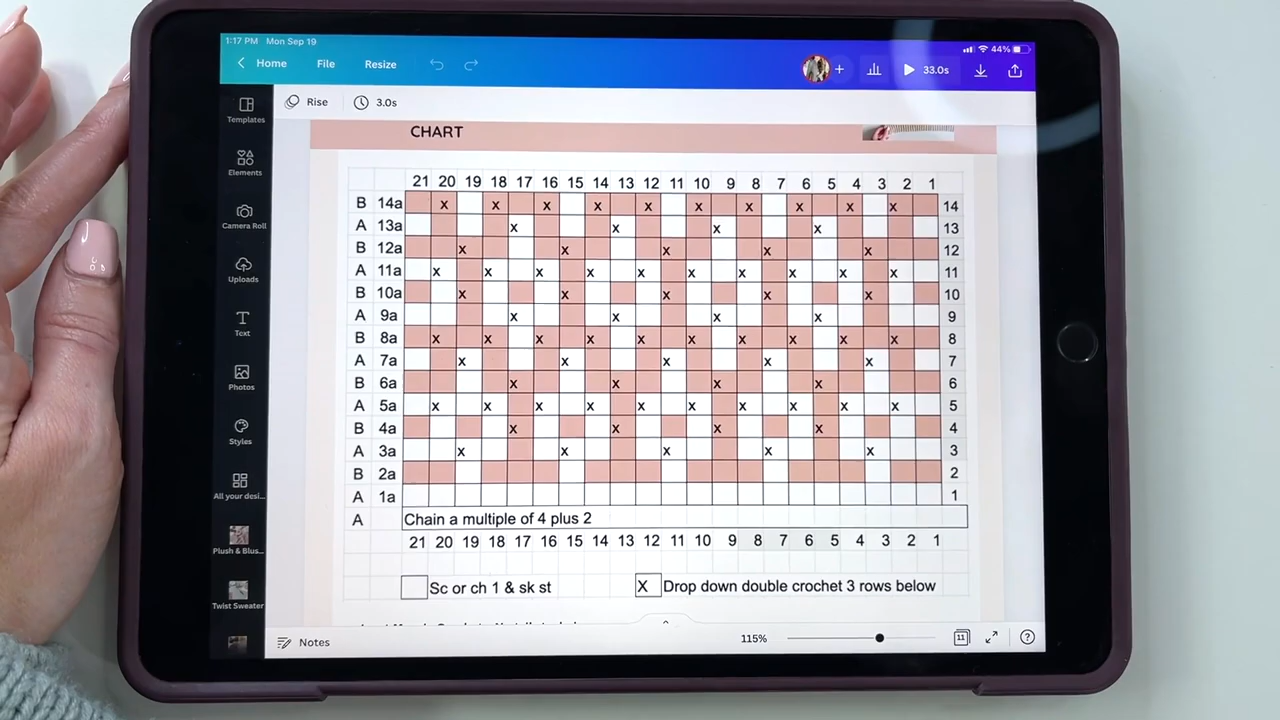 1:17 PM Mon Sep 19
44%
Home File Resize
33.0s
Rise 3.0s
Templates
Elements
Camera Roll
Uploads
Text
Photos
Styles
All your desi...
Plush & Blus...
Twist Sweater
CHART
21 20 19 18 17 16 15 14 13 12 11 10 9 8 7 6 5 4 3 2 1
B 14a x x x x x x x x x x 14
A 13a x x x x 13
B 12a x x x x x 12
A 11a x x x x x x x x x x 11
B 10a x x x x x 10
A 9a x x x x 9
B 8a x x x x x x x x x x 8
A 7a x x x x x 7
B 6a x x x x 6
A 5a x x x x x x x x x x 5
B 4a x x x x 4
A 3a x x x x x 3
B 2a 2
A 1a 1
A Chain a multiple of 4 plus 2
21 20 19 18 17 16 15 14 13 12 11 10 9 8 7 6 5 4 3 2 1
Sc or ch 1 & sk st X Drop down double crochet 3 rows below
Notes 115% 11 ?